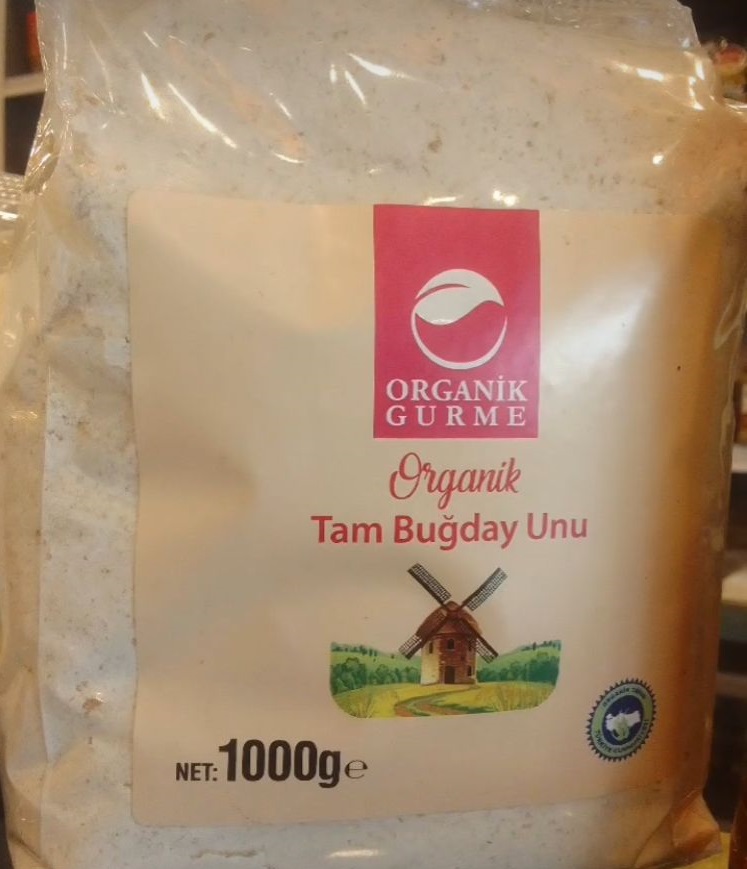 ORGANİK
GURME
Organik
Tam Buğday Unu
NET: 1000g ℮